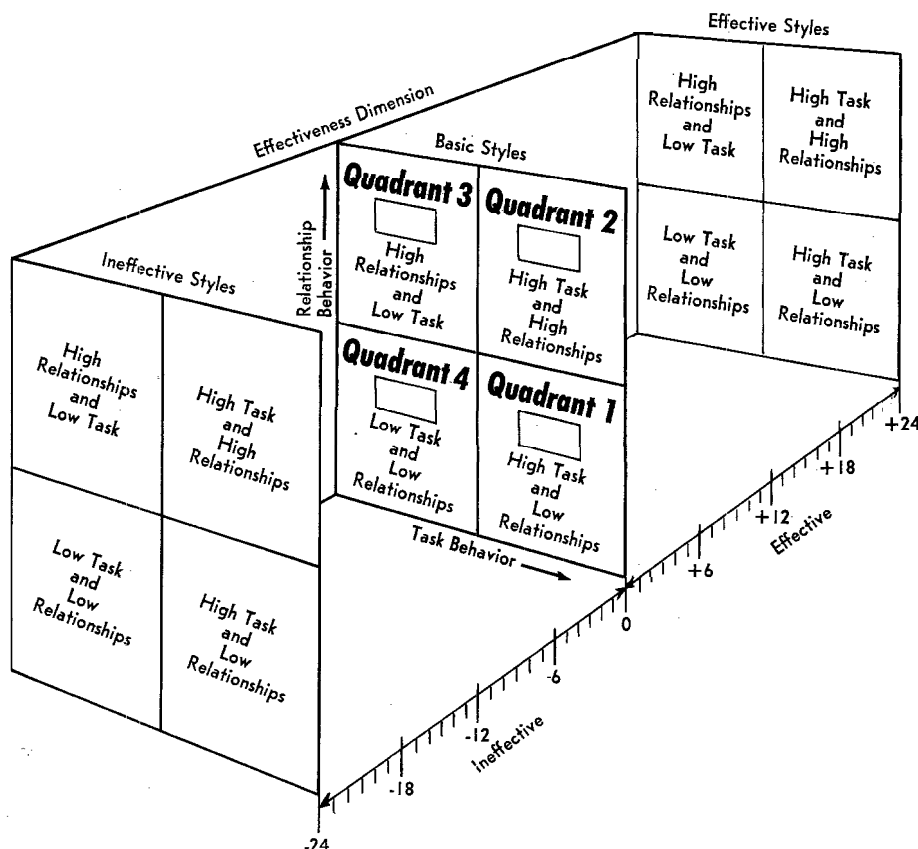 Effective Styles
High
Relationships
and
Low Task
High Task
and
High
Relationships
Low Task
and
Low
Relationships
High Task
and
Low
Relationships
Effectiveness Dimension
Basic Styles
Quadrant 3
High
Relationships
and
Low Task
Quadrant 2
High Task
and
High
Relationships
Quadrant 4
Low Task
and
Low
Relationships
Quadrant 1
High Task
and
Low
Relationships
Relationship
Behavior
Task Behavior
Ineffective Styles
High
Relationships
and
Low Task
High Task
and
High
Relationships
Low Task
and
Low
Relationships
High Task
and
Low
Relationships
-24
-18
-12
-6
0
+6
+12
+18
+24
Ineffective
Effective